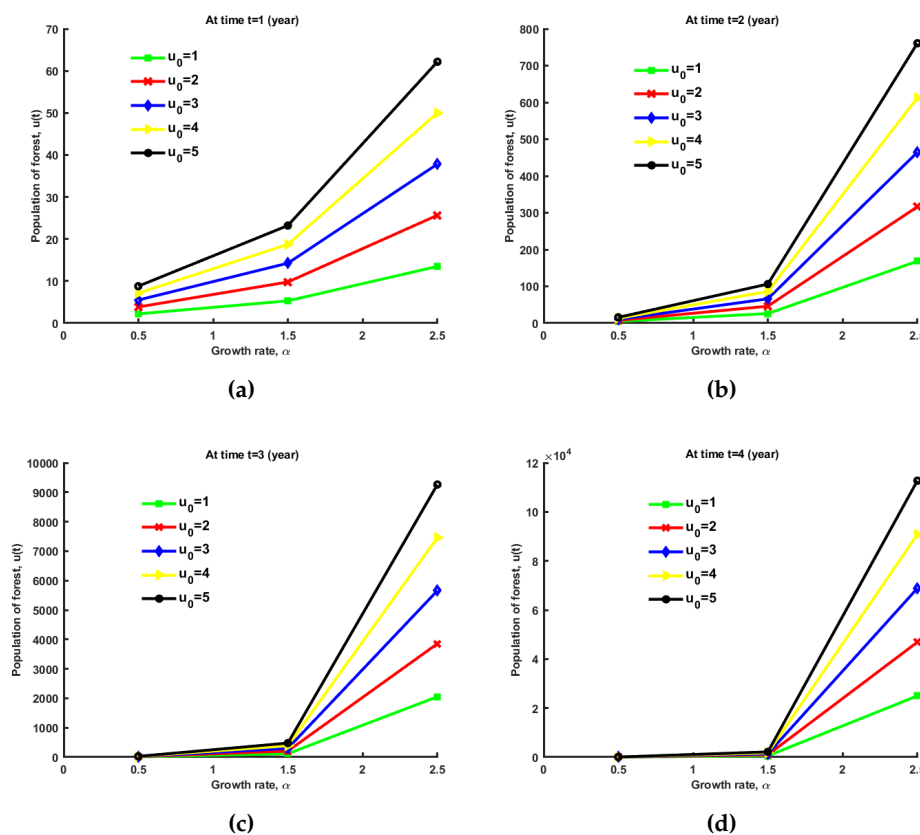 At time t=1 (year)
70
60
50
40
30
20
10
0
Population of forest, u(t)
u0=1
u0=2
u0=3
u0=4
u0=5
0 0.5 1 1.5 2 2.5
Growth rate, α
(a)
At time t=2 (year)
800
700
600
500
400
300
200
100
0
Population of forest, u(t)
u0=1
u0=2
u0=3
u0=4
u0=5
0 0.5 1 1.5 2 2.5
Growth rate, α
(b)
At time t=3 (year)
10000
9000
8000
7000
6000
5000
4000
3000
2000
1000
0
Population of forest, u(t)
u0=1
u0=2
u0=3
u0=4
u0=5
0 0.5 1 1.5 2 2.5
Growth rate, α
(c)
At time t=4 (year)
×10^4
12
10
8
6
4
2
0
Population of forest, u(t)
u0=1
u0=2
u0=3
u0=4
u0=5
0 0.5 1 1.5 2 2.5
Growth rate, α
(d)